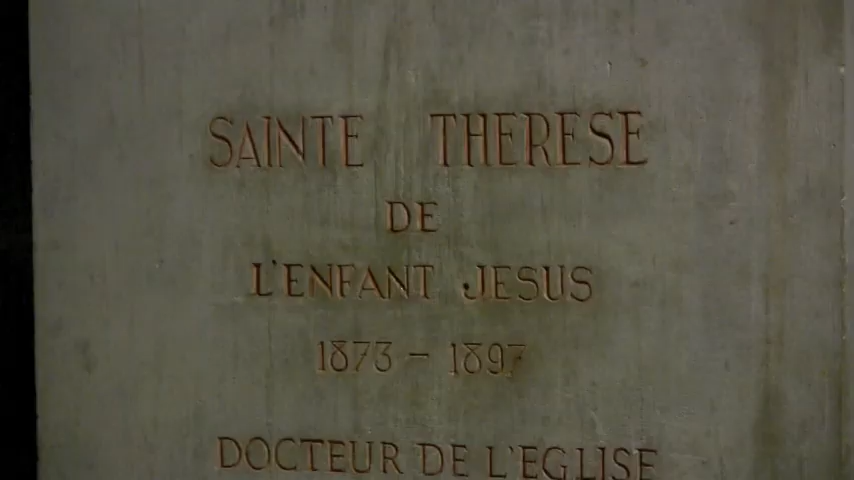 SAINTE THERESE
DE
L'ENFANT JESUS
1873 - 1897
DOCTEUR DE L'EGLISE